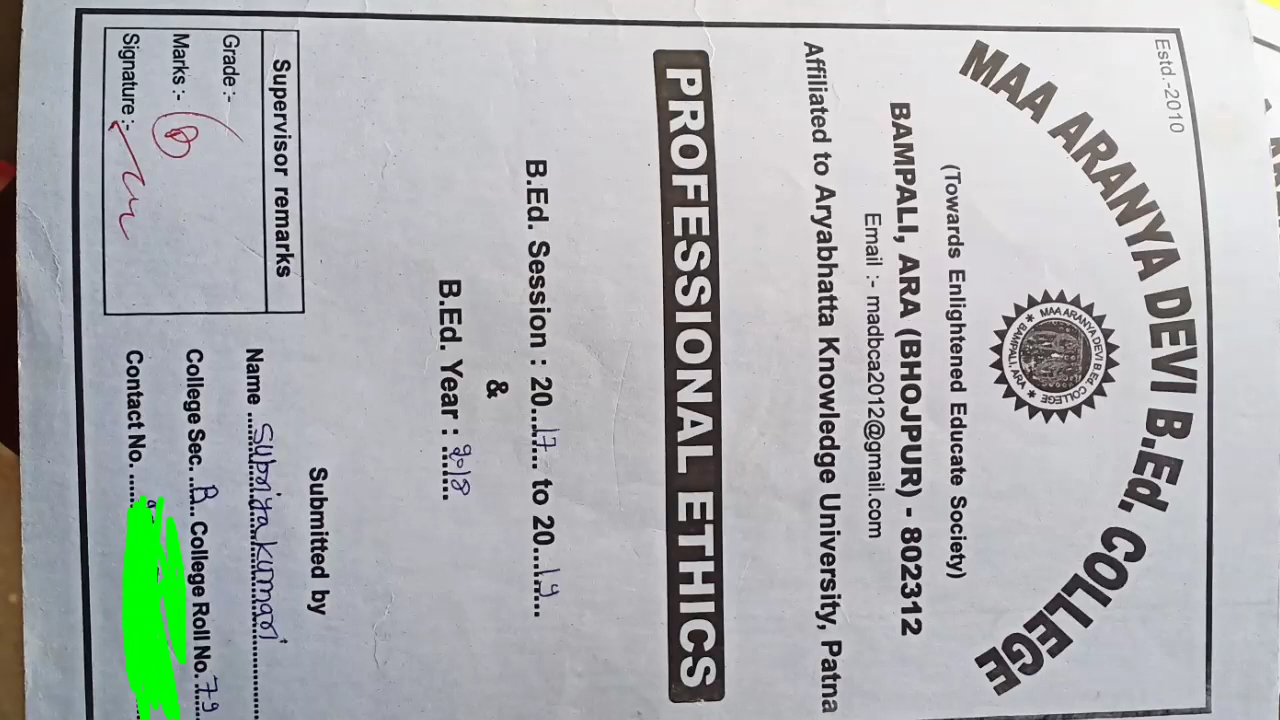 Estd.-2010
MAA ARANYA DEVI B.Ed. COLLEGE
MAA ARANYA DEVI B.Ed. COLLEGE
★ BAMPALI, ARA ★
(Towards Enlightened Educate Society)
BAMPALI, ARA (BHOJPUR) - 802312
Email :- madbca2012@gmail.com
Affiliated to Aryabhatta Knowledge University, Patna
PROFESSIONAL ETHICS
B.Ed. Session : 20...17... to 20...19...
&
B.Ed. Year : 2018
Supervisor remarks
Grade :-
Marks :-
Signature :-
Submitted by
Name Supriya kumari
College Sec. ..B.. College Roll No. 79
Contact No. ......